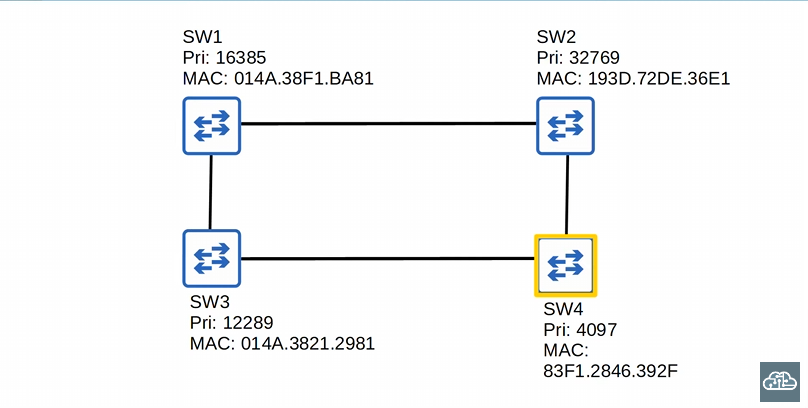 SW1
Pri: 16385
MAC: 014A.38F1.BA81
SW2
Pri: 32769
MAC: 193D.72DE.36E1
SW3
Pri: 12289
MAC: 014A.3821.2981
SW4
Pri: 4097
MAC:
83F1.2846.392F